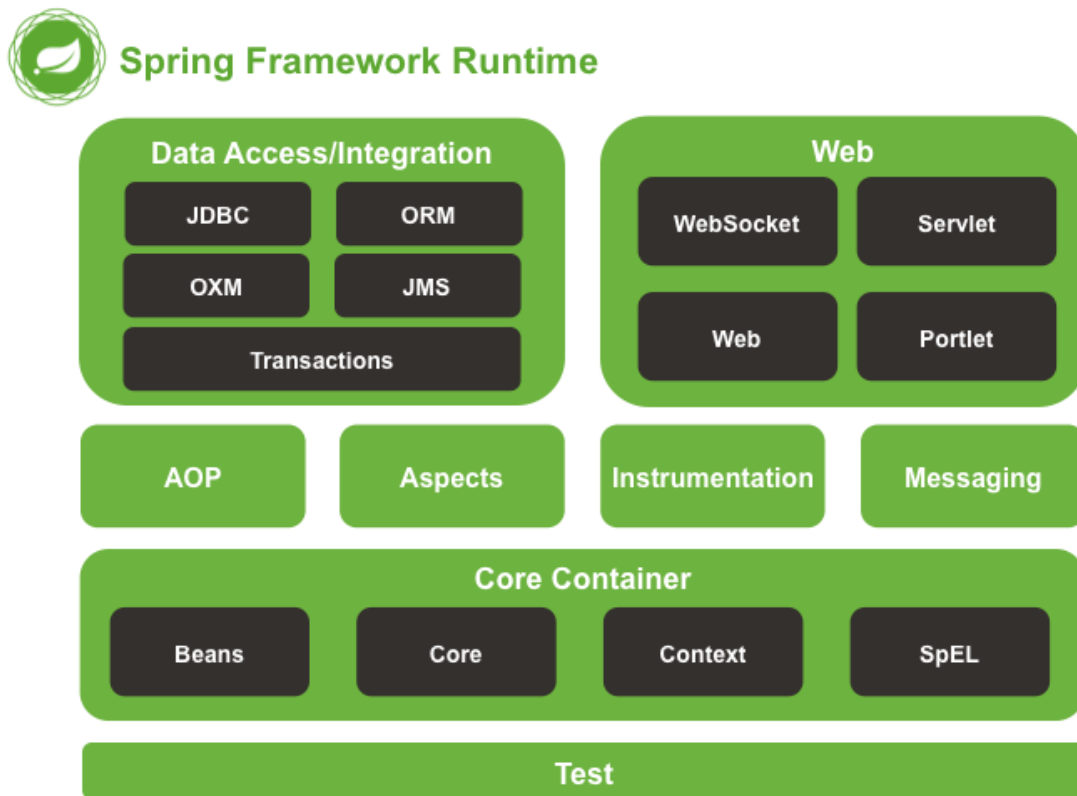 Spring Framework Runtime
Data Access/Integration
JDBC
ORM
OXM
JMS
Transactions
Web
WebSocket
Servlet
Web
Portlet
AOP
Aspects
Instrumentation
Messaging
Core Container
Beans
Core
Context
SpEL
Test